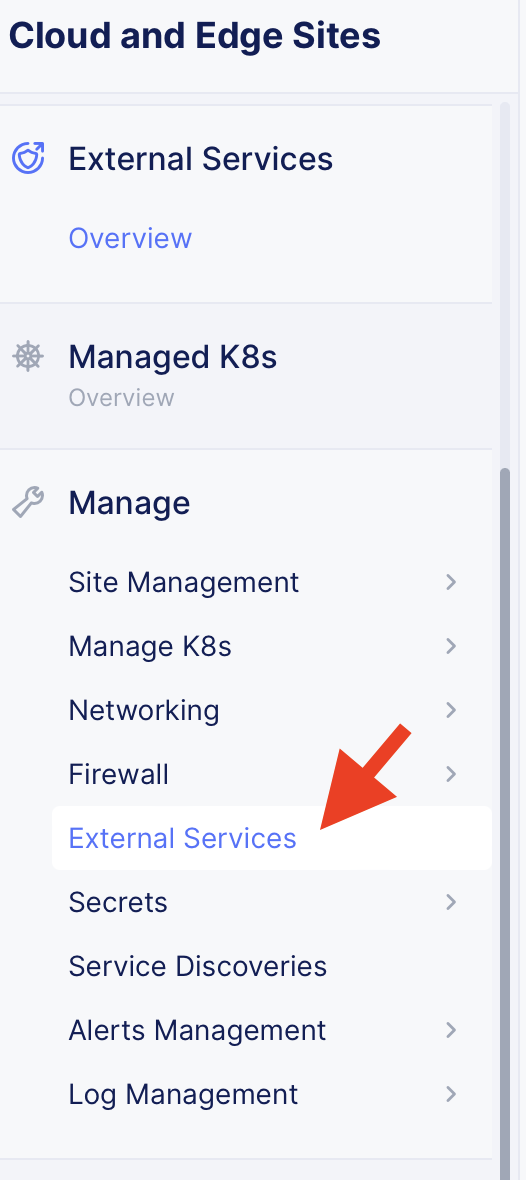 Cloud and Edge Sites
External Services
Overview
Managed K8s
Overview
Manage
Site Management
Manage K8s
Networking
Firewall
External Services
Secrets
Service Discoveries
Alerts Management
Log Management